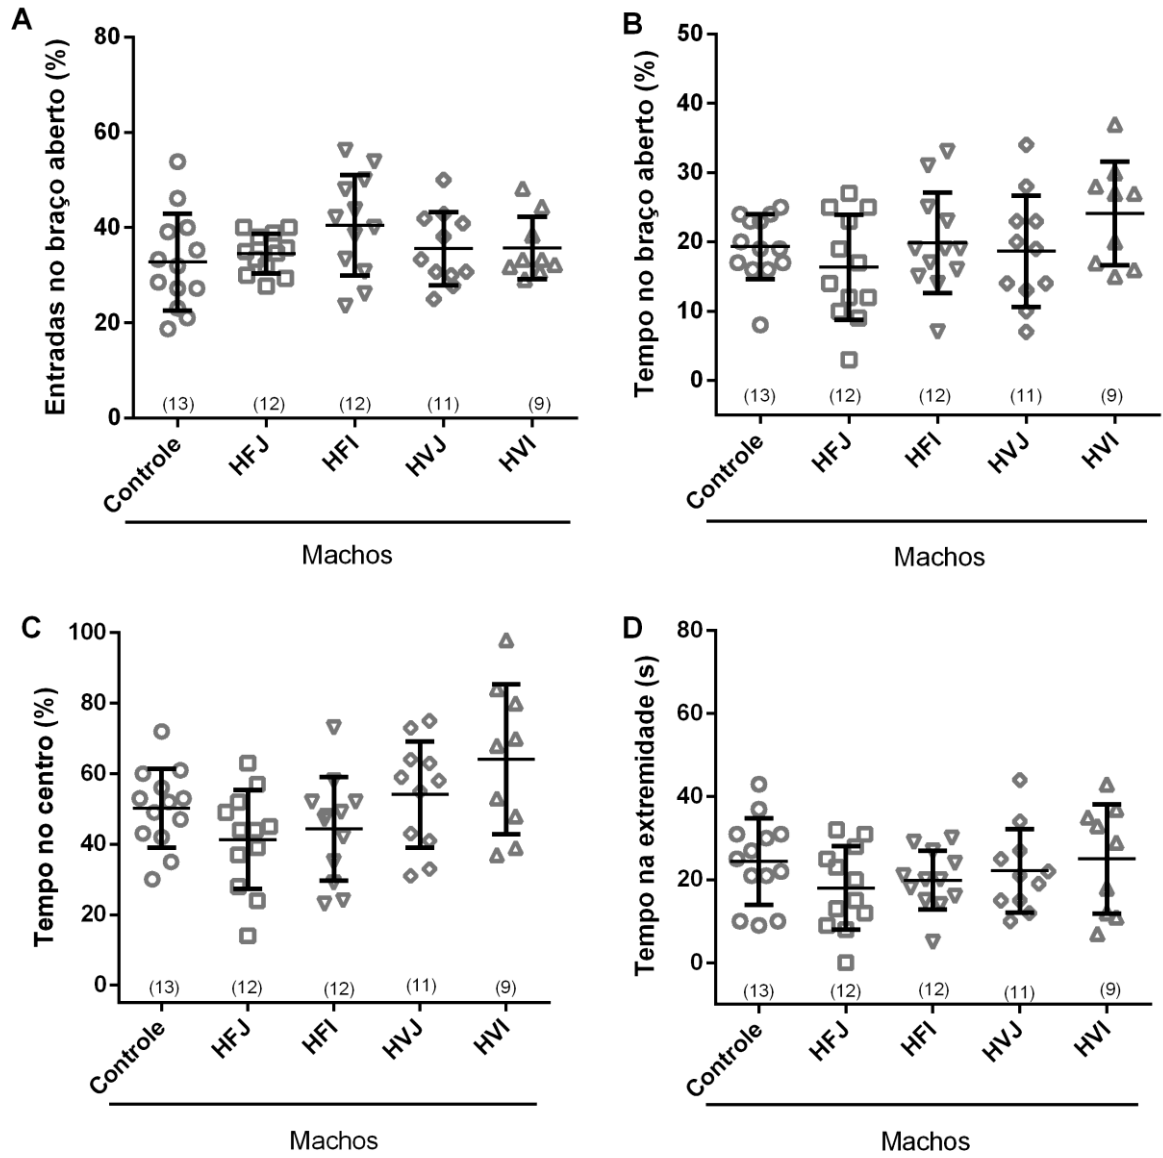 A
Entradas no braço aberto (%)
80
60
40
20
0
(13) (12) (12) (11) (9)
Controle HFJ HFI HVJ HVI
Machos
B
Tempo no braço aberto (%)
50
40
30
20
10
0
(13) (12) (12) (11) (9)
Controle HFJ HFI HVJ HVI
Machos
C
Tempo no centro (%)
100
80
60
40
20
0
(13) (12) (12) (11) (9)
Controle HFJ HFI HVJ HVI
Machos
D
Tempo na extremidade (s)
80
60
40
20
0
(13) (12) (12) (11) (9)
Controle HFJ HFI HVJ HVI
Machos